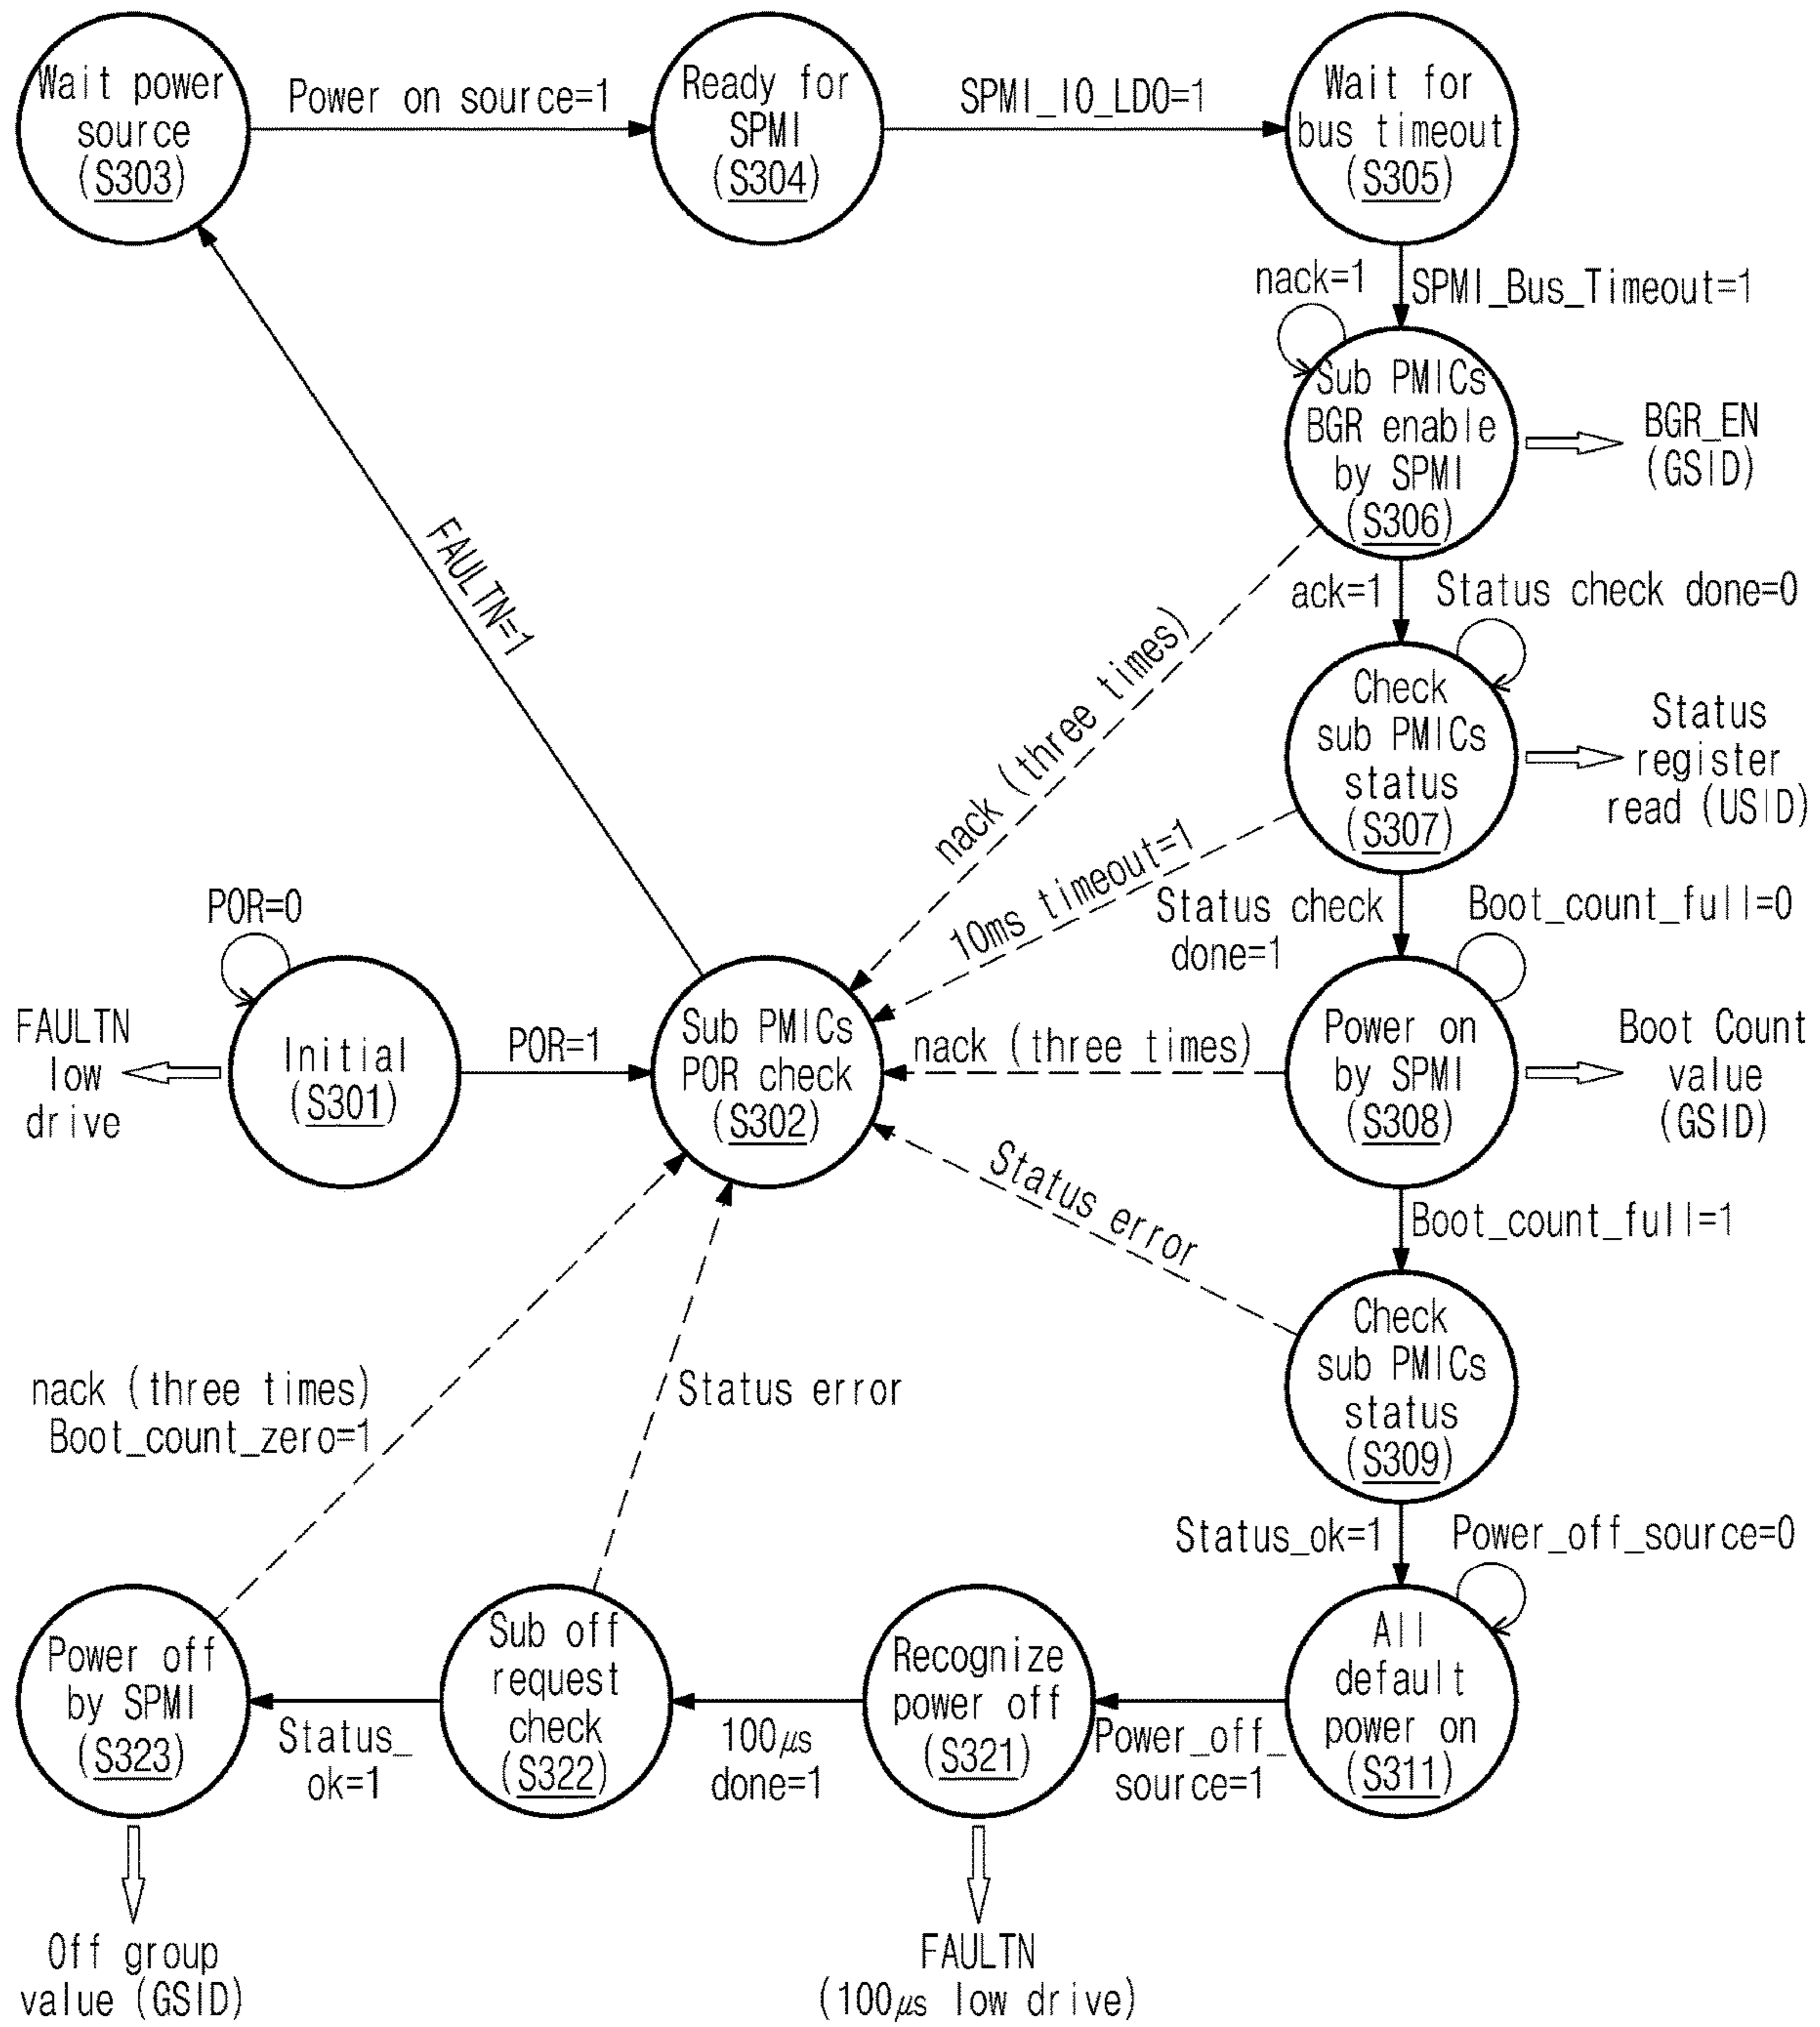 Wait power
source
(S303)
Power on source=1
Ready for
SPMI
(S304)
SPMI_IO_LDO=1
Wait for
bus timeout
(S305)
nack=1
SPMI_Bus_Timeout=1
Sub PMICs
BGR enable
by SPMI
(S306)
BGR_EN
(GSID)
FAULTN=1
ack=1
Status check done=0
nack (three times)
Check
sub PMICs
status
(S307)
Status
register
read (USID)
10ms timeout=1
Status check
done=1
Boot_count_full=0
POR=0
FAULTN
low
drive
Initial
(S301)
POR=1
Sub PMICs
POR check
(S302)
nack (three times)
Power on
by SPMI
(S308)
Boot Count
value
(GSID)
Status error
Boot_count_full=1
Check
sub PMICs
status
(S309)
nack (three times)
Boot_count_zero=1
Status error
Status_ok=1
Power_off_source=0
Power off
by SPMI
(S323)
Status_
ok=1
Sub off
request
check
(S322)
100μs
done=1
Recognize
power off
(S321)
Power_off_
source=1
All
default
power on
(S311)
Off group
value (GSID)
FAULTN
(100μs low drive)